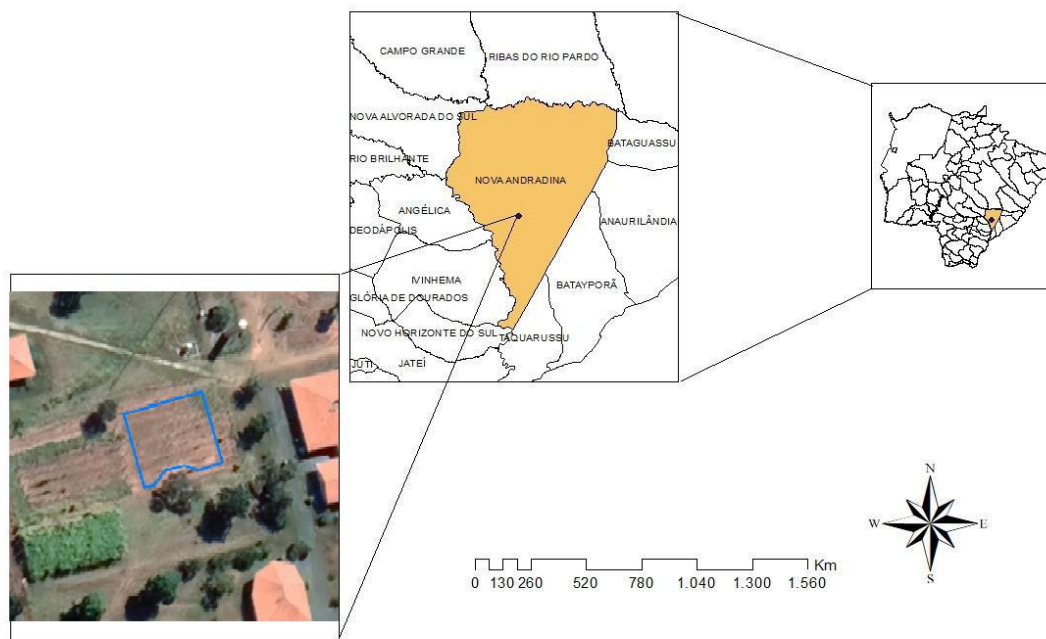 CAMPO GRANDE
RIBAS DO RIO PARDO
NOVA ALVORADA DO SUL
BATAGUASSU
RIO BRILHANTE
NOVA ANDRADINA
ANGÉLICA
ANAURILÂNDIA
DEODÁPOLIS
IVINHEMA
BATAYPORÃ
GLÓRIA DE DOURADOS
NOVO HORIZONTE DO SUL
TAQUARUSSU
JUTI
JATEÍ
N
W
E
S
Km
0 130 260 520 780 1.040 1.300 1.560